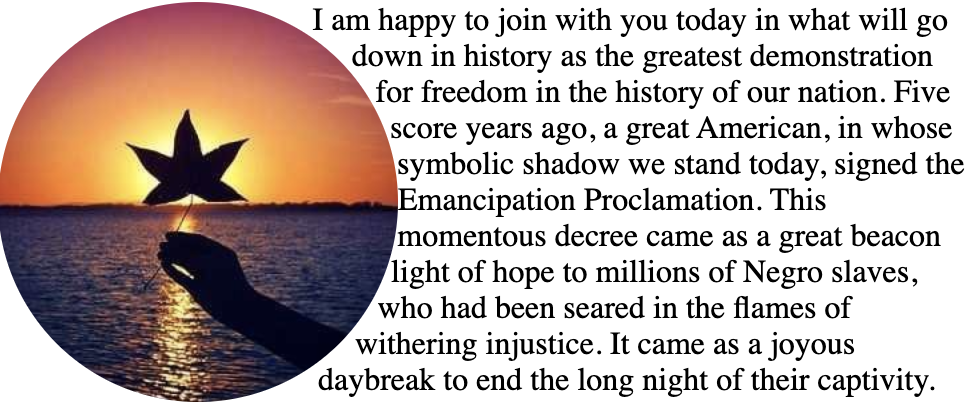 I am happy to join with you today in what will go
down in history as the greatest demonstration
for freedom in the history of our nation. Five
score years ago, a great American, in whose
symbolic shadow we stand today, signed the
Emancipation Proclamation. This
momentous decree came as a great beacon
light of hope to millions of Negro slaves,
who had been seared in the flames of
withering injustice. It came as a joyous
daybreak to end the long night of their captivity.